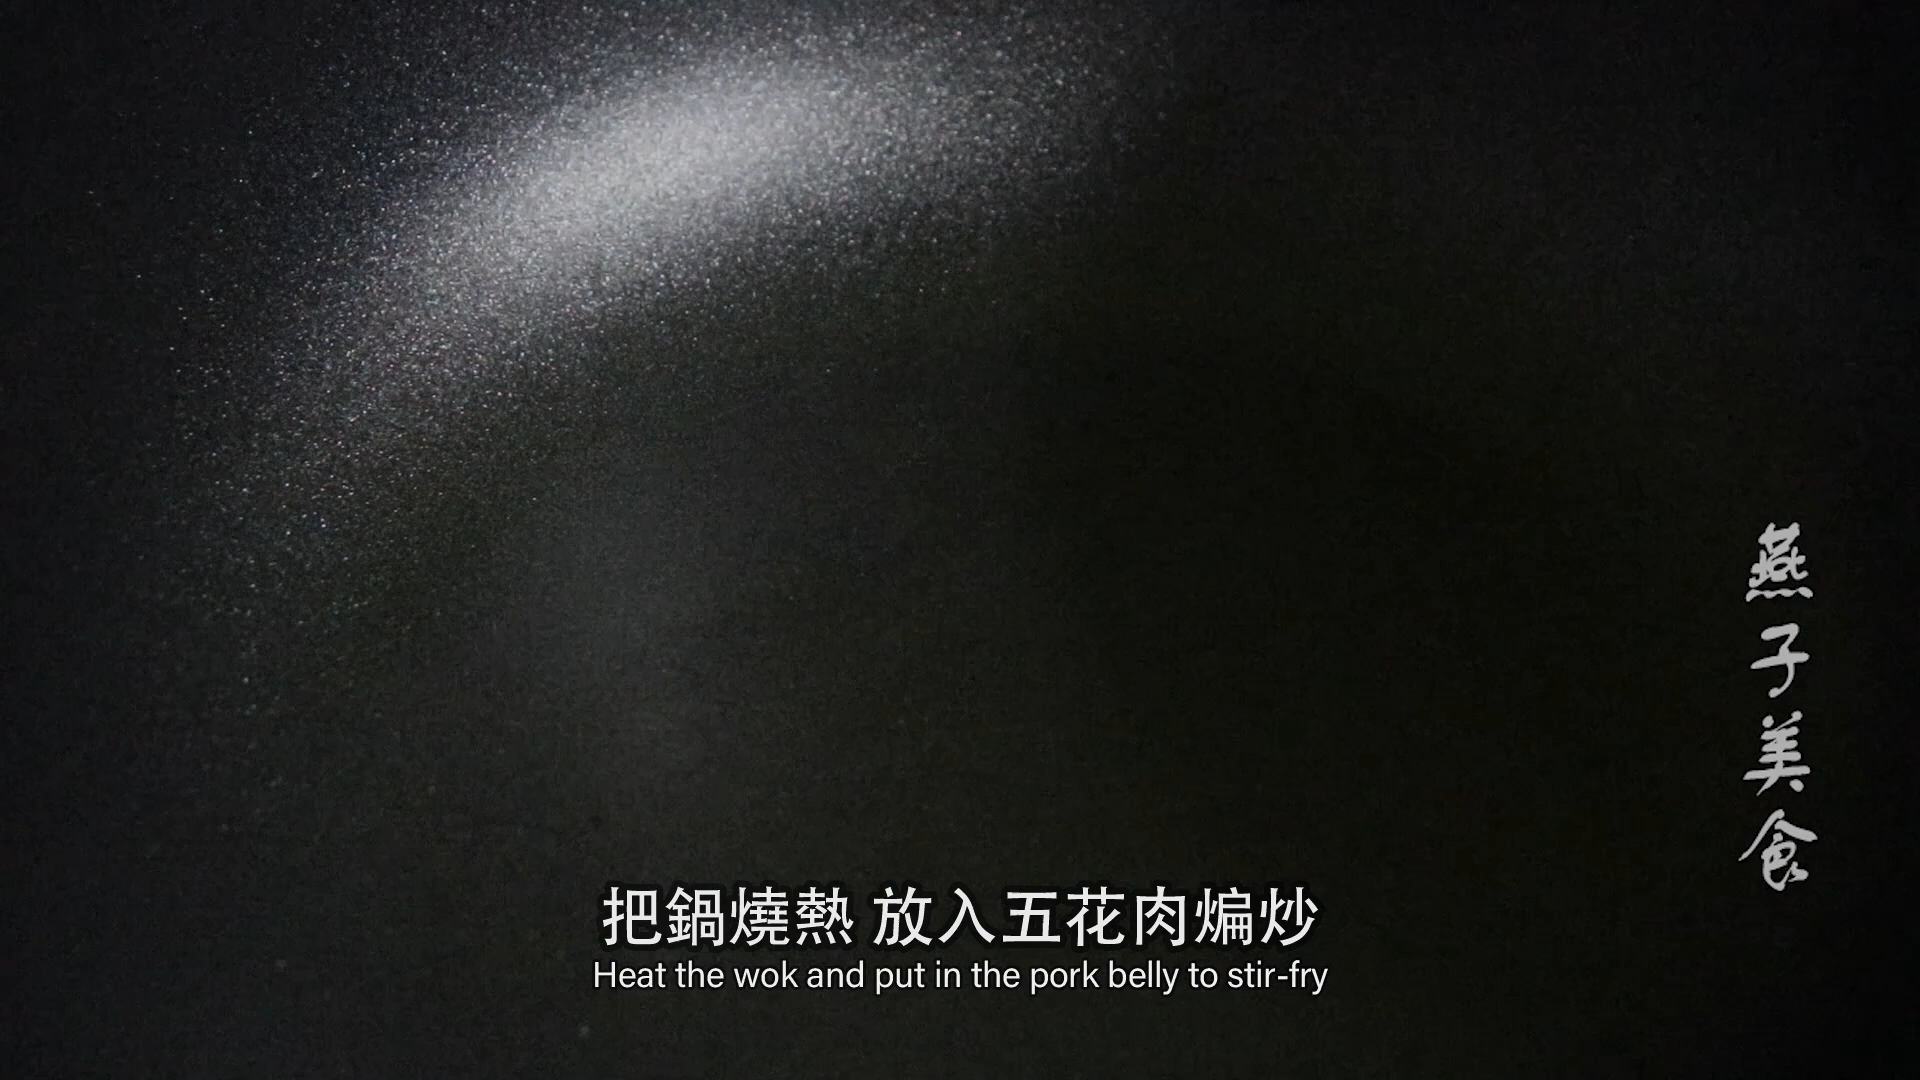 燕子美食
把鍋燒熱 放入五花肉煸炒
Heat the wok and put in the pork belly to stir-fry